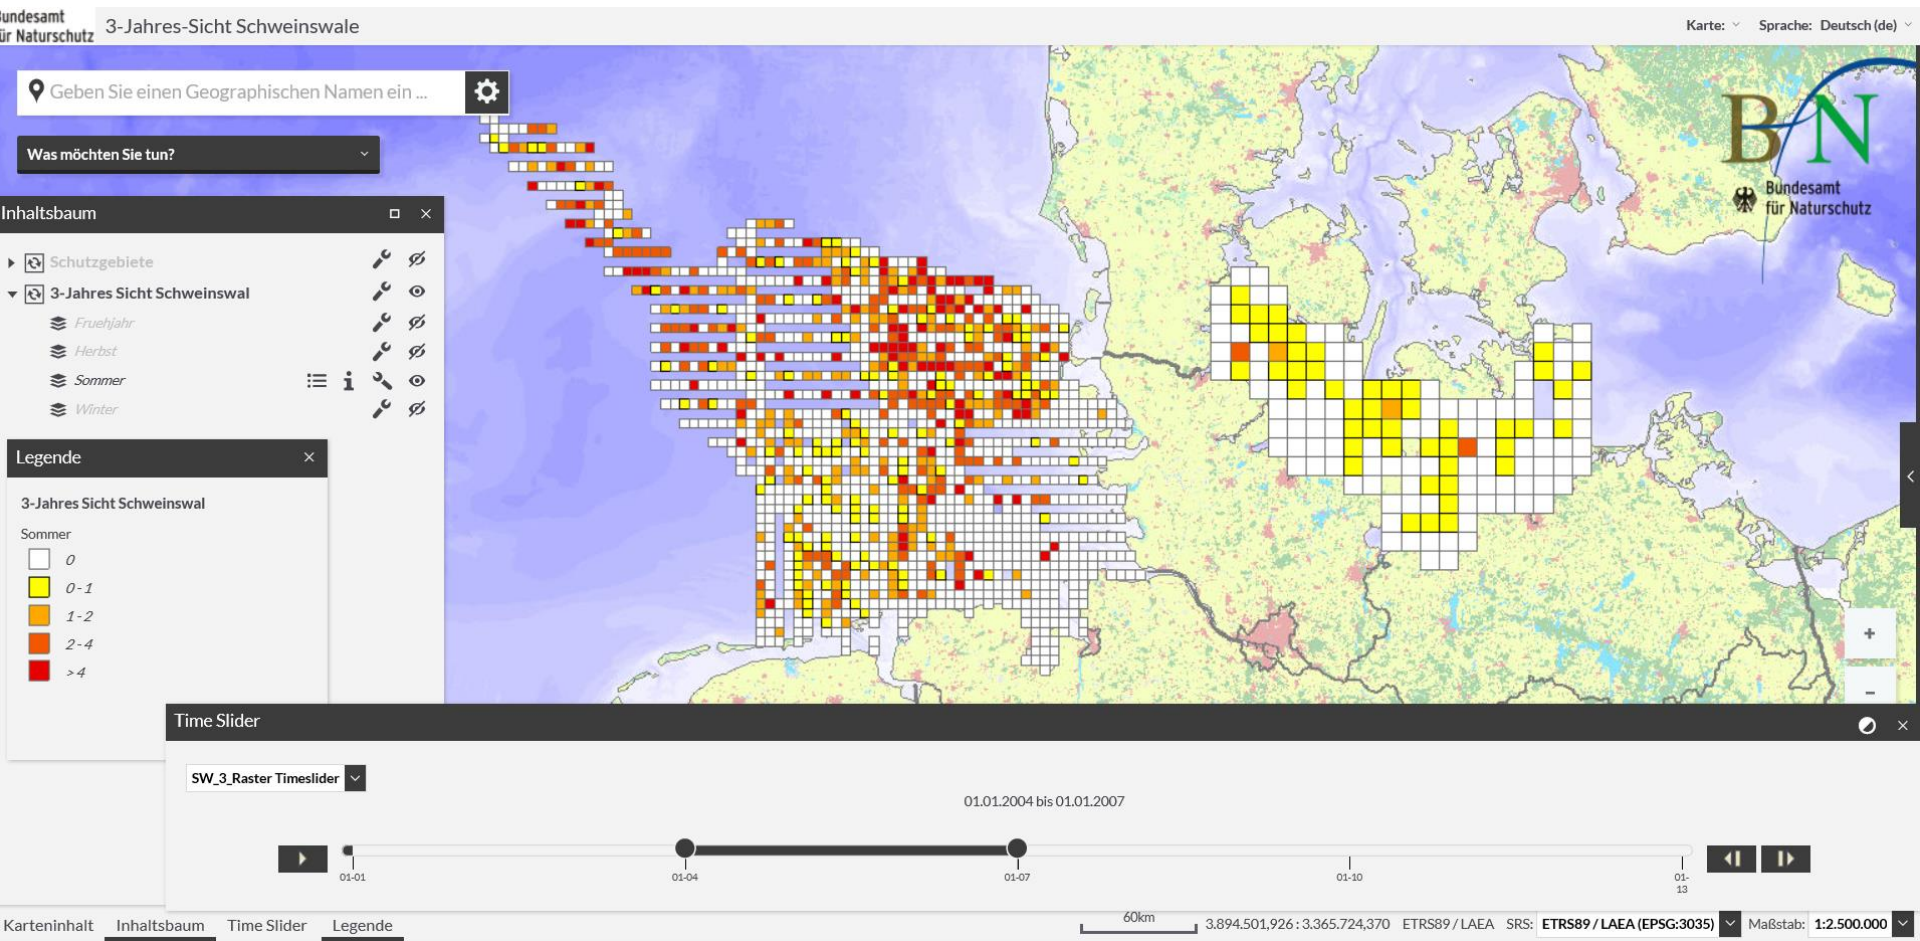 Bundesamt
für Naturschutz
3-Jahres-Sicht Schweinswale
Karte:
Sprache: Deutsch (de)
Geben Sie einen Geographischen Namen ein ...
Was möchten Sie tun?
BfN
Bundesamt
für Naturschutz
Inhaltsbaum
Schutzgebiete
3-Jahres Sicht Schweinswal
Fruehjahr
Herbst
Sommer
Winter
Legende
3-Jahres Sicht Schweinswal
Sommer
0
0-1
1-2
2-4
>4
+
-
Time Slider
SW_3_Raster Timeslider
01.01.2004 bis 01.01.2007
01-01
01-04
01-07
01-10
01-
13
Karteninhalt
Inhaltsbaum
Time Slider
Legende
60km
3.894.501,926 : 3.365.724,370
ETRS89 / LAEA
SRS: ETRS89 / LAEA (EPSG:3035)
Maßstab: 1:2.500.000